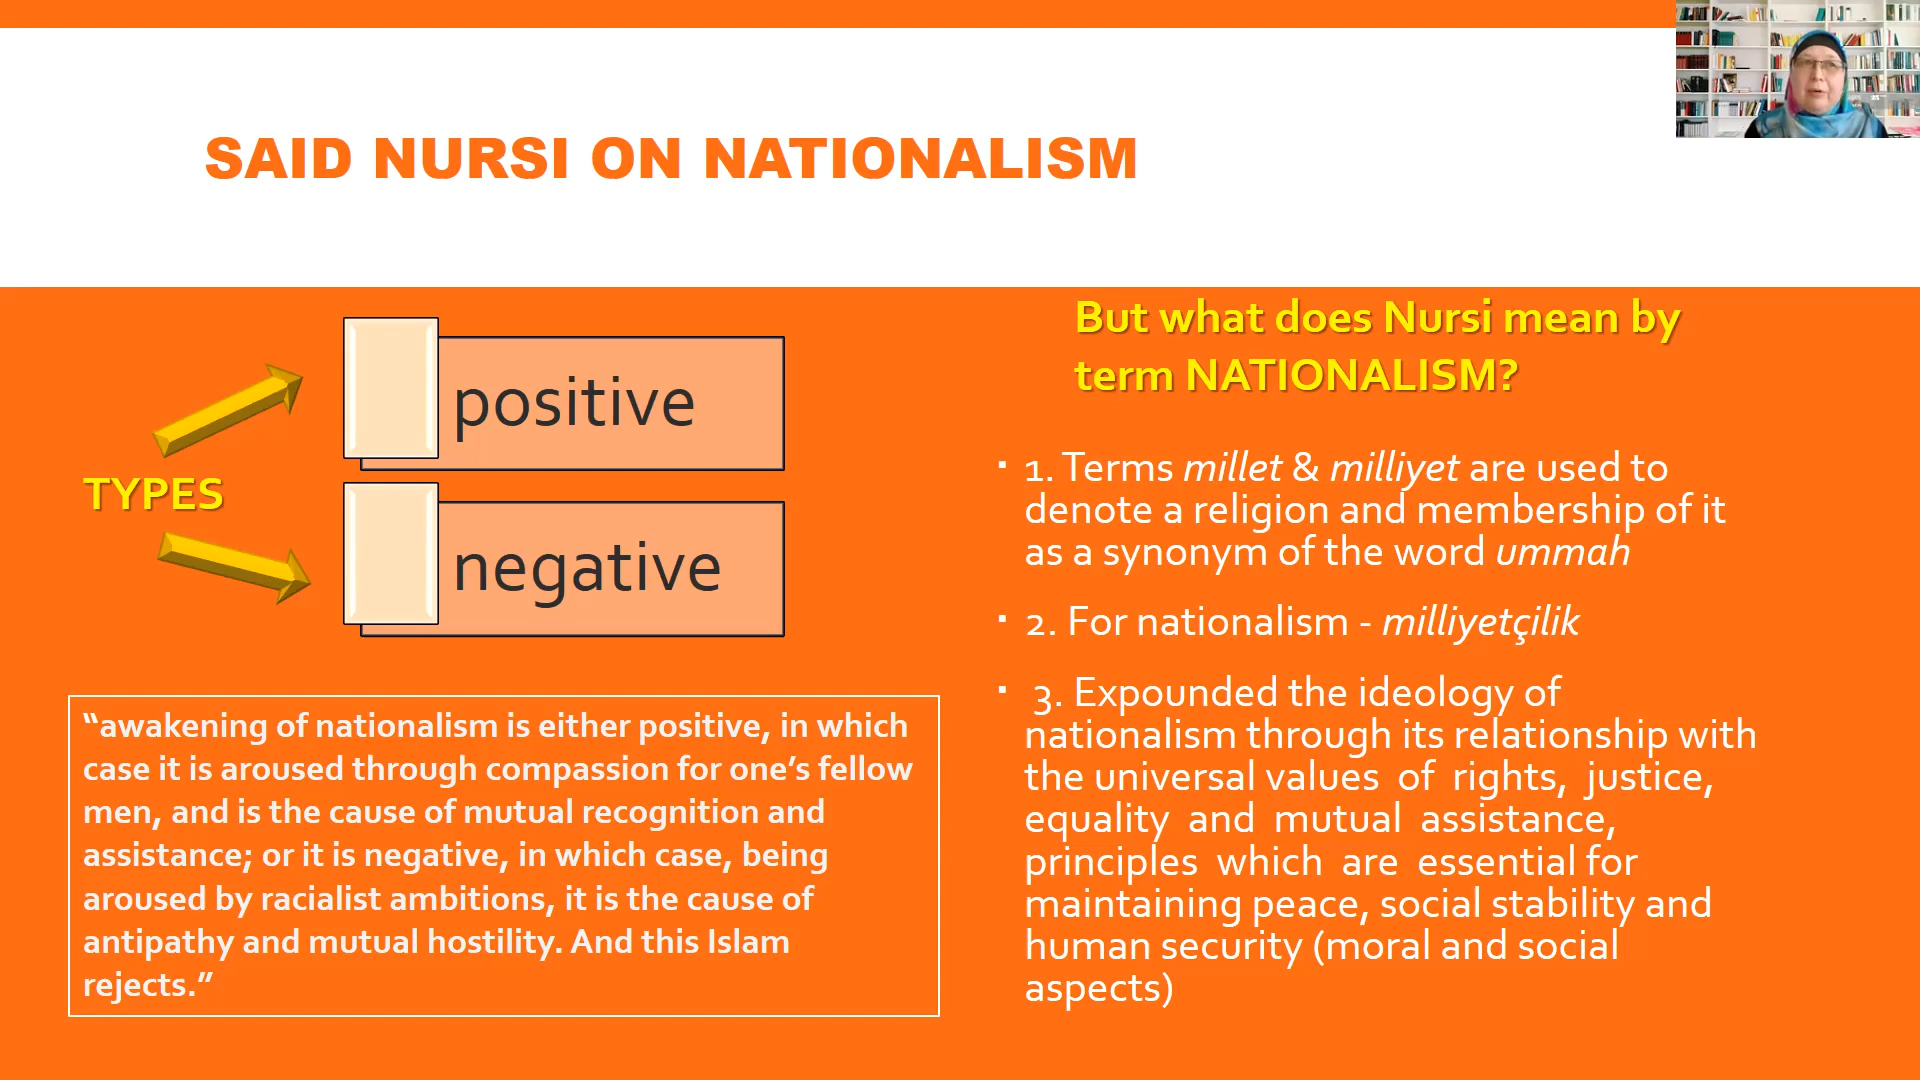 SAID NURSI ON NATIONALISM
TYPES
positive
negative
“awakening of nationalism is either positive, in which
case it is aroused through compassion for one’s fellow
men, and is the cause of mutual recognition and
assistance; or it is negative, in which case, being
aroused by racialist ambitions, it is the cause of
antipathy and mutual hostility. And this Islam
rejects.”
But what does Nursi mean by
term NATIONALISM?
▪ 1. Terms millet & milliyet are used to
denote a religion and membership of it
as a synonym of the word ummah
▪ 2. For nationalism - milliyetçilik
▪ 3. Expounded the ideology of
nationalism through its relationship with
the universal values of rights, justice,
equality and mutual assistance,
principles which are essential for
maintaining peace, social stability and
human security (moral and social
aspects)